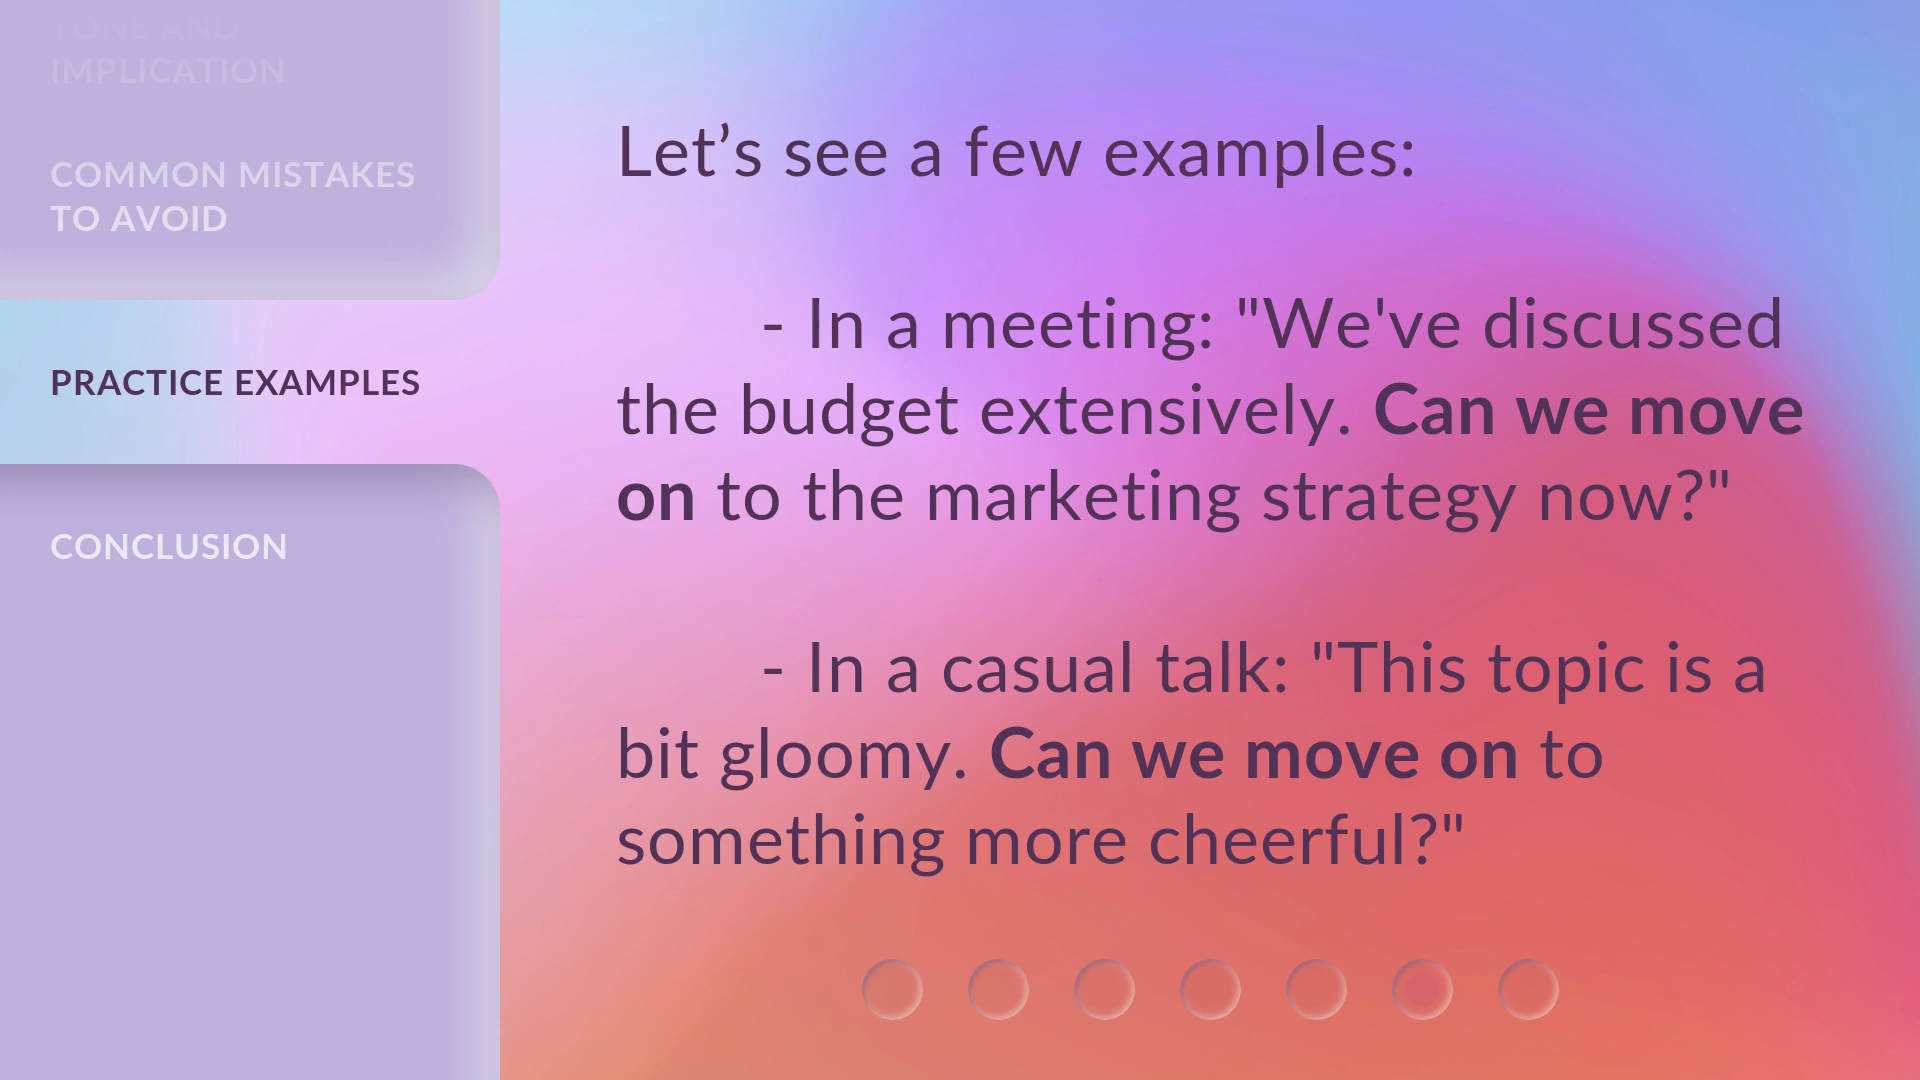 TONE AND
IMPLICATION
COMMON MISTAKES
TO AVOID
PRACTICE EXAMPLES
CONCLUSION
Let’s see a few examples:
- In a meeting: "We've discussed
the budget extensively. Can we move
on to the marketing strategy now?"
- In a casual talk: "This topic is a
bit gloomy. Can we move on to
something more cheerful?"